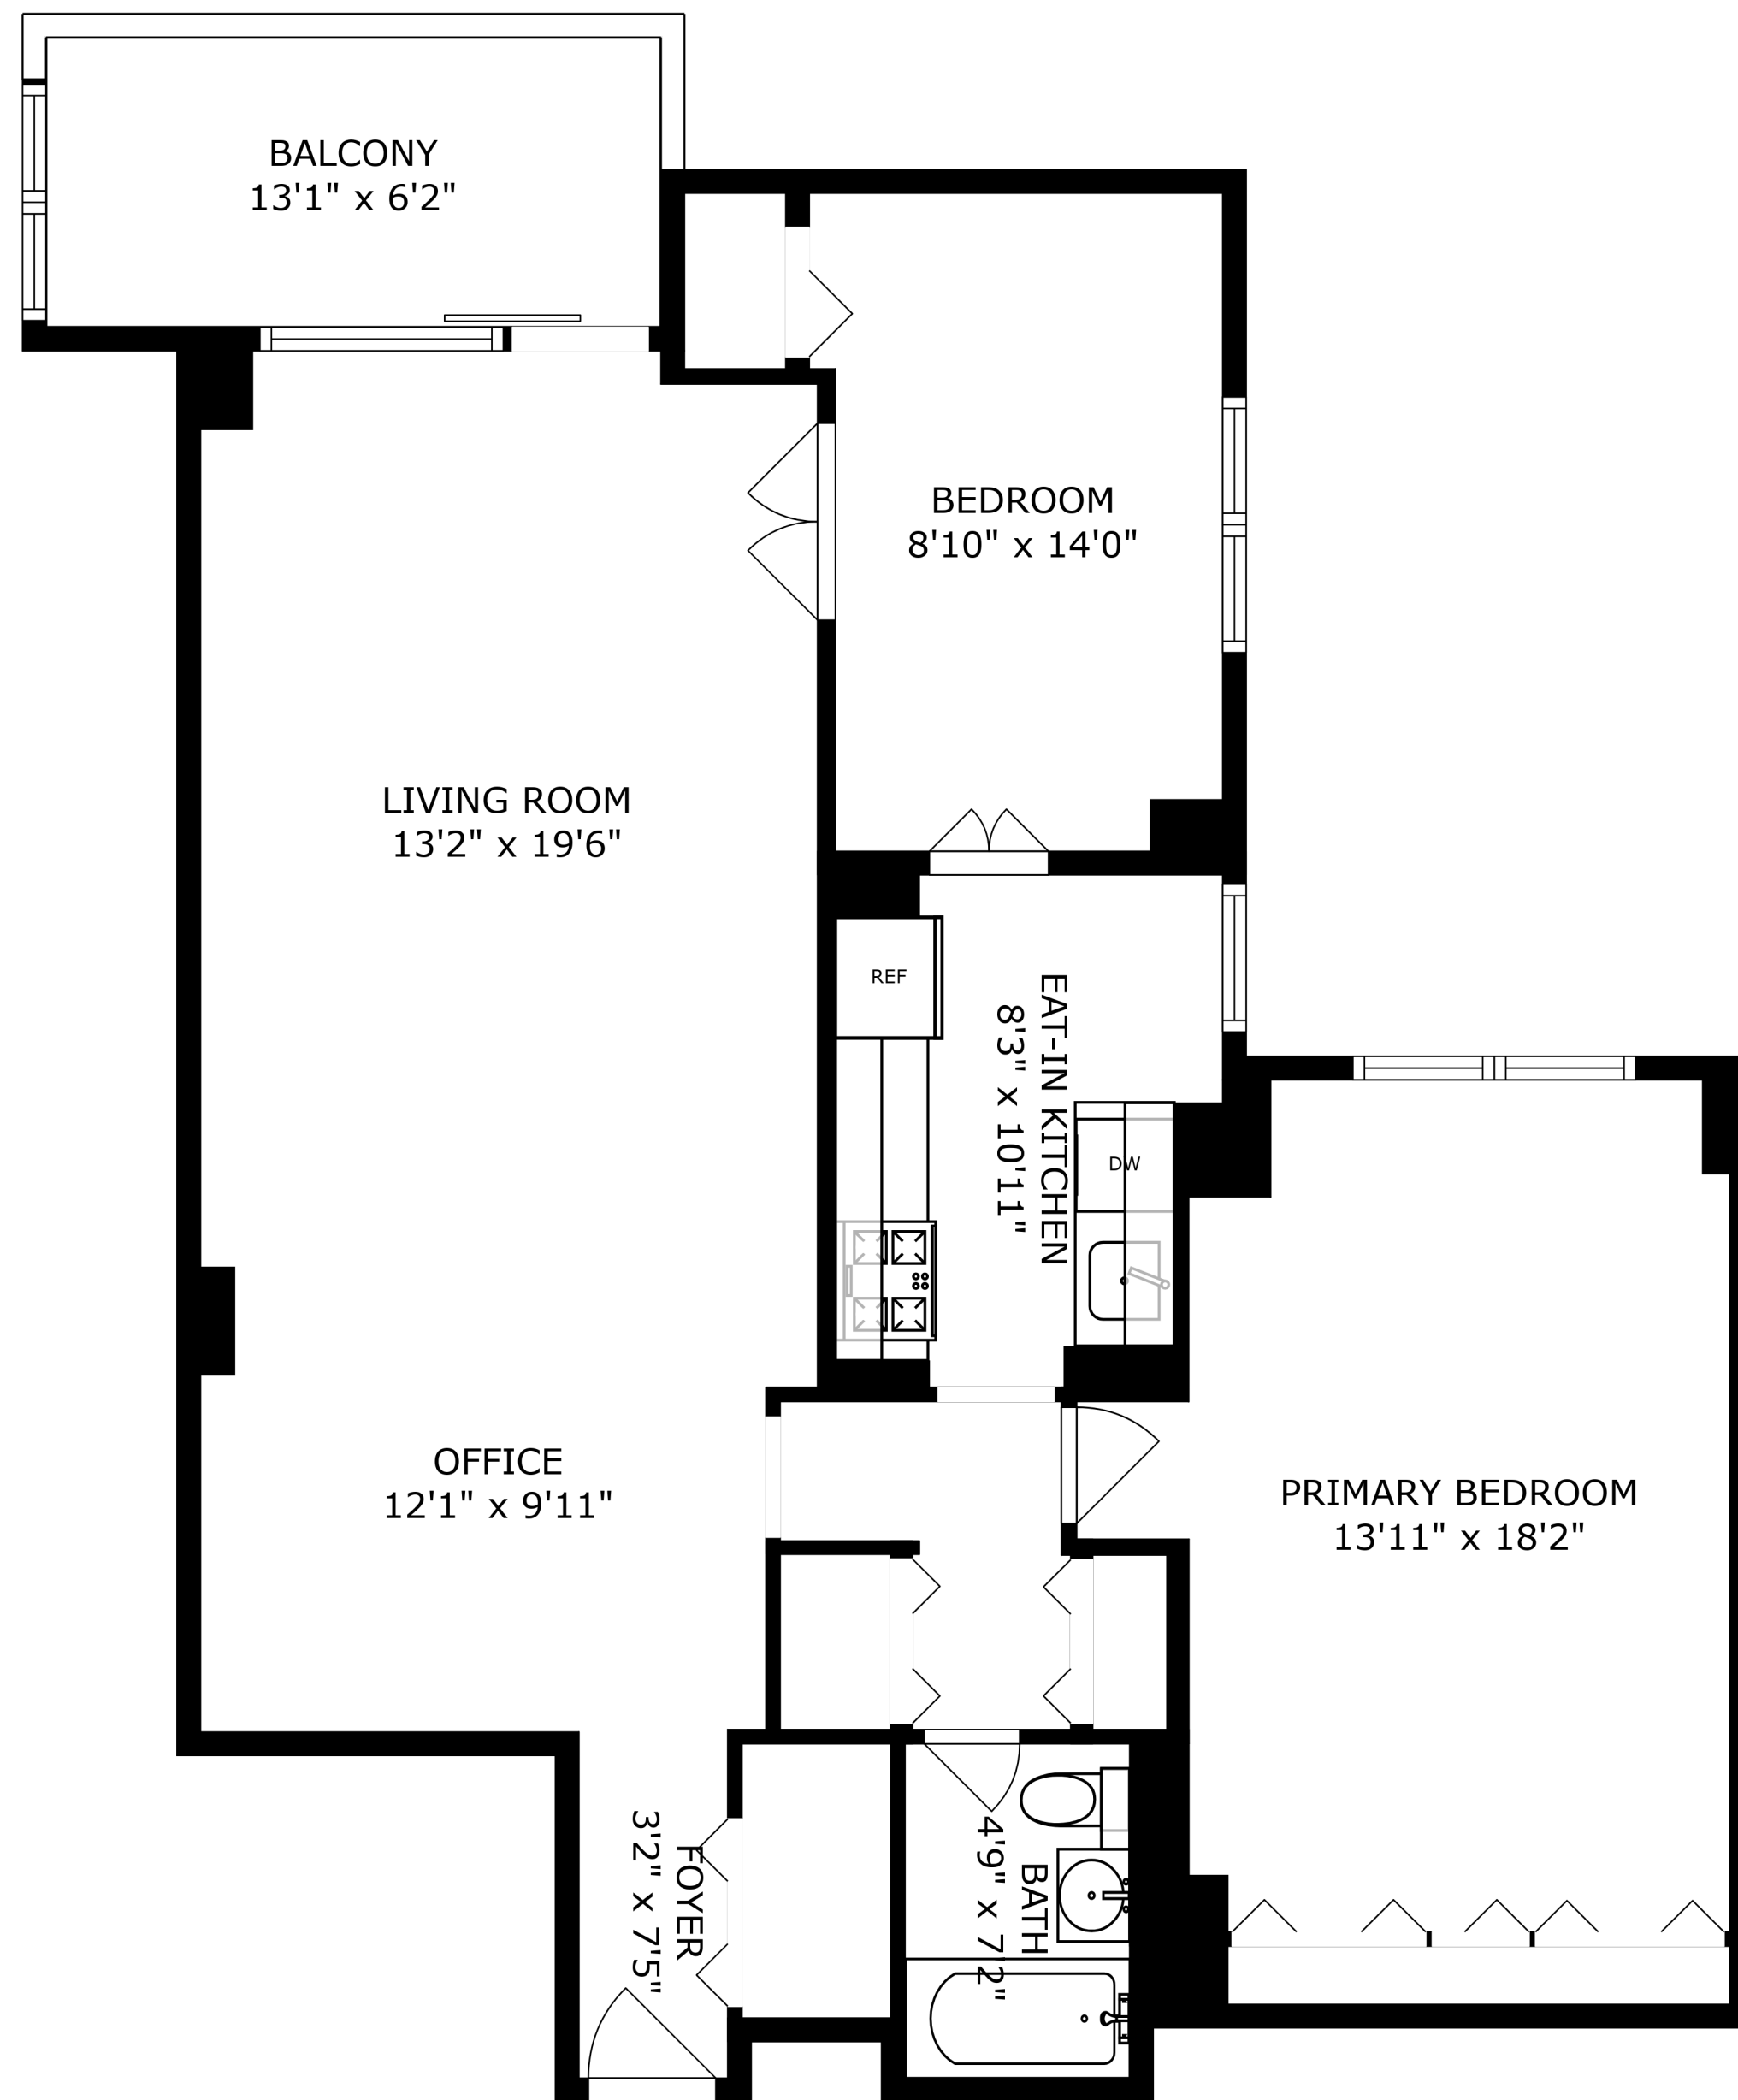 BALCONY
13'1" x 6'2"
BEDROOM
8'10" x 14'0"
LIVING ROOM
13'2" x 19'6"
REF
EAT-IN KITCHEN
8'3" x 10'11"
DW
OFFICE
12'1" x 9'11"
PRIMARY BEDROOM
13'11" x 18'2"
FOYER
3'2" x 7'5"
BATH
4'9" x 7'2"